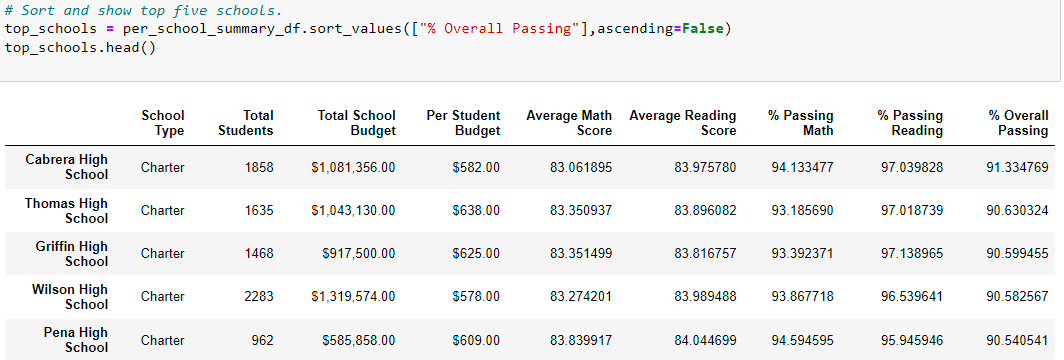 # Sort and show top five schools.
top_schools = per_school_summary_df.sort_values(["% Overall Passing"],ascending=False)
top_schools.head()
School Type Total Students Total School Budget Per Student Budget Average Math Score Average Reading Score % Passing Math % Passing Reading % Overall Passing
Cabrera High School Charter 1858 $1,081,356.00 $582.00 83.061895 83.975780 94.133477 97.039828 91.334769
Thomas High School Charter 1635 $1,043,130.00 $638.00 83.350937 83.896082 93.185690 97.018739 90.630324
Griffin High School Charter 1468 $917,500.00 $625.00 83.351499 83.816757 93.392371 97.138965 90.599455
Wilson High School Charter 2283 $1,319,574.00 $578.00 83.274201 83.989488 93.867718 96.539641 90.582567
Pena High School Charter 962 $585,858.00 $609.00 83.839917 84.044699 94.594595 95.945946 90.540541